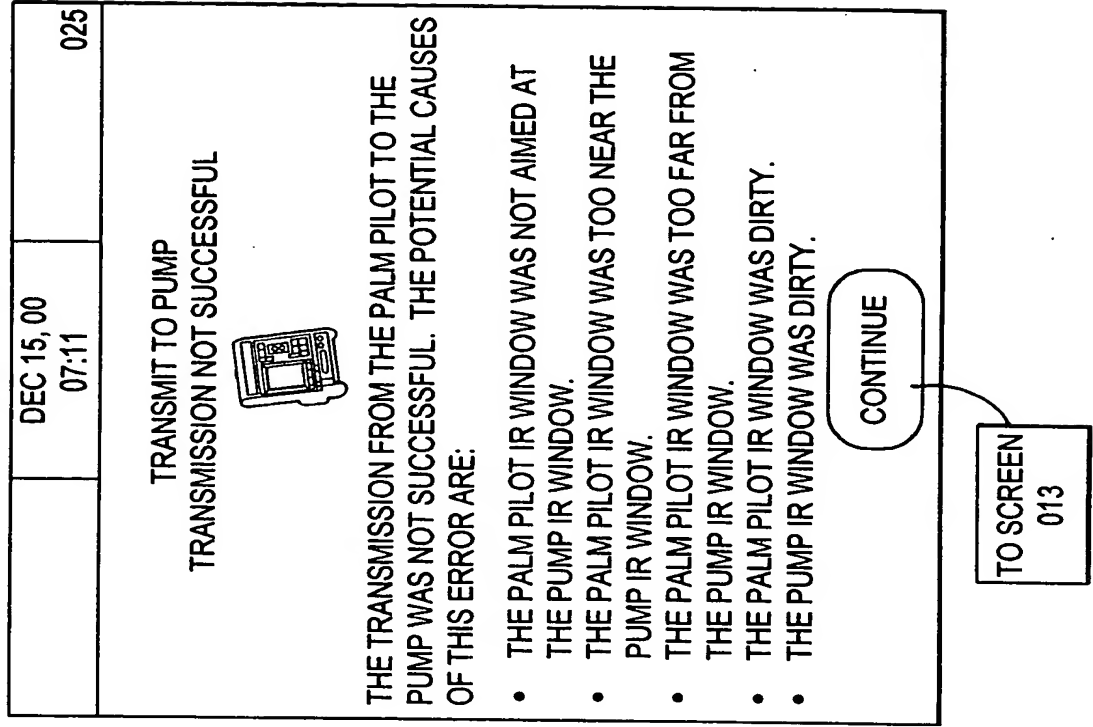 DEC 15, 00
07:11
025
TRANSMIT TO PUMP
TRANSMISSION NOT SUCCESSFUL
THE TRANSMISSION FROM THE PALM PILOT TO THE
PUMP WAS NOT SUCCESSFUL. THE POTENTIAL CAUSES
OF THIS ERROR ARE:
• THE PALM PILOT IR WINDOW WAS NOT AIMED AT
THE PUMP IR WINDOW.
• THE PALM PILOT IR WINDOW WAS TOO NEAR THE
PUMP IR WINDOW.
• THE PALM PILOT IR WINDOW WAS TOO FAR FROM
THE PUMP IR WINDOW.
• THE PALM PILOT IR WINDOW WAS DIRTY.
• THE PUMP IR WINDOW WAS DIRTY.
CONTINUE
TO SCREEN
013